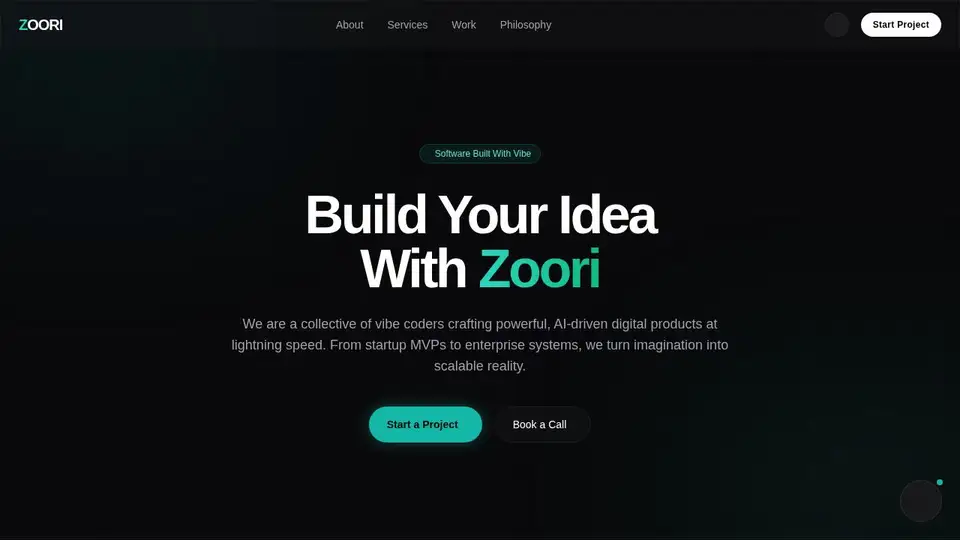 ZOORI
About
Services
Work
Philosophy
Start Project
Software Built With Vibe
Build Your Idea
With Zoori
We are a collective of vibe coders crafting powerful, AI-driven digital products at
lightning speed. From startup MVPs to enterprise systems, we turn imagination into
scalable reality.
Start a Project
Book a Call